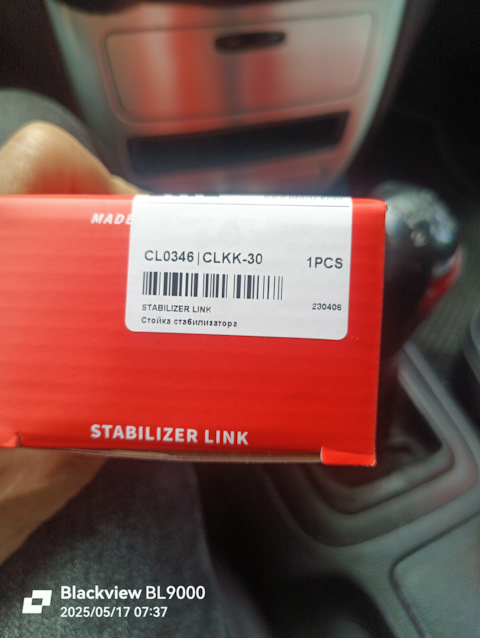 MADE
CL0346|CLKK-30
1PCS
STABILIZER LINK
230406
Стойка стабилизатора
STABILIZER LINK
Blackview BL9000
2025/05/17 07:37